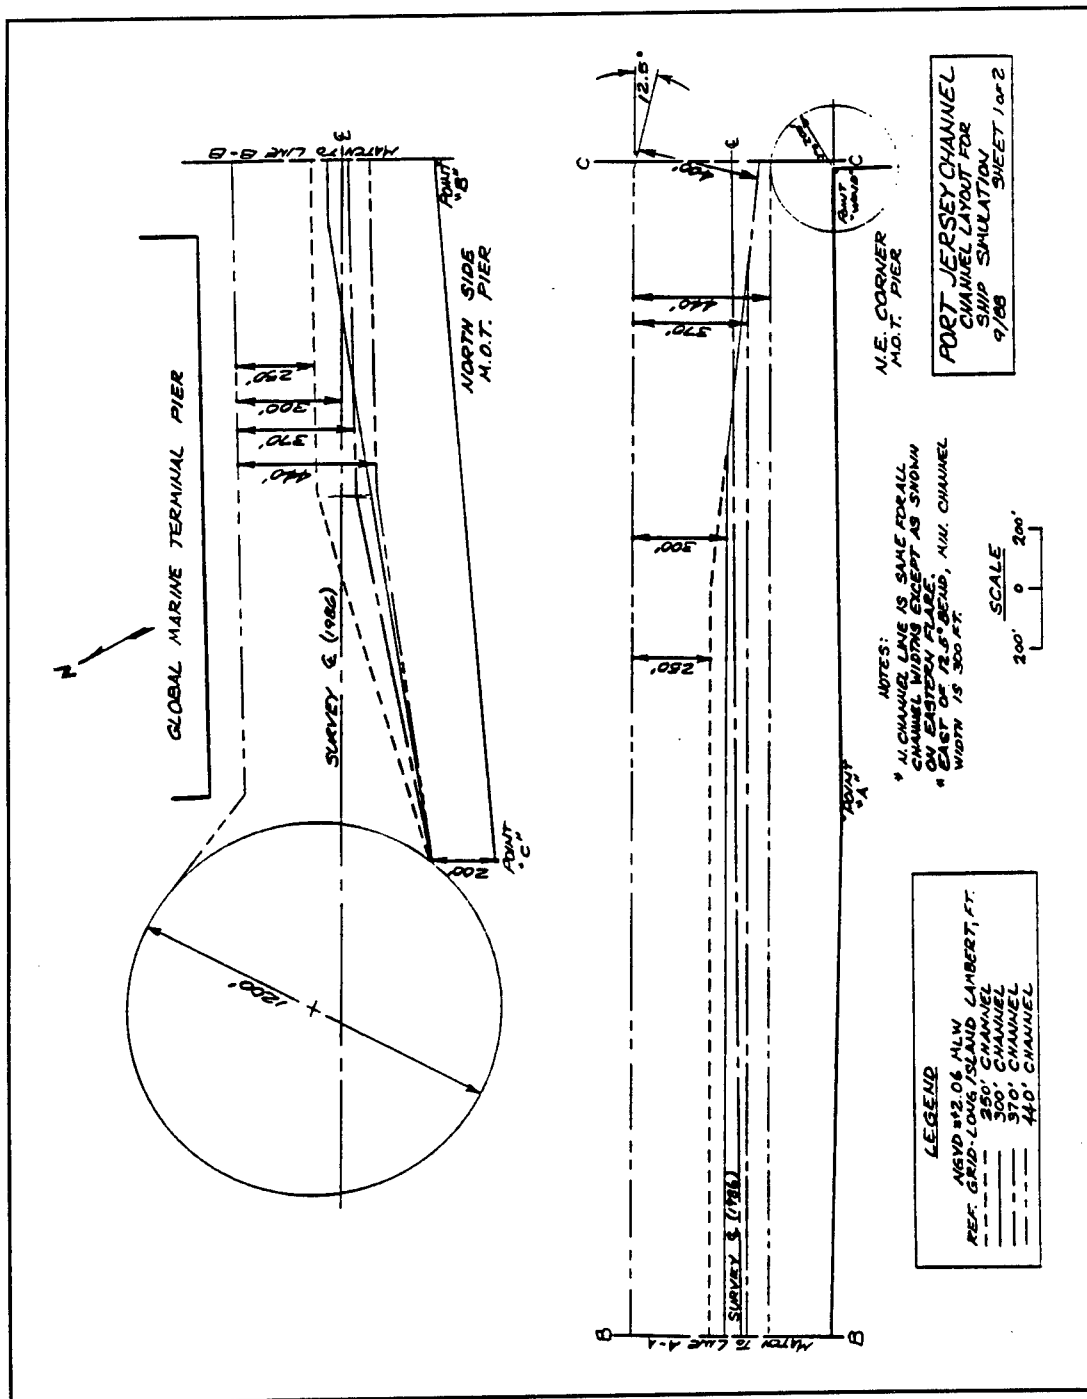 PORT JERSEY CHANNEL
CHANNEL LAYOUT FOR
SHIP SIMULATION
9/88 SHEET 1 OF 2
N
GLOBAL MARINE TERMINAL PIER
SURVEY ℄ (1986)
1200'
250'
300'
370'
440'
MATCH TO LINE B-B
℄
POINT
"B"
NORTH SIDE
M.O.T. PIER
200'
POINT
"C"
12.5°
C
400'
℄
C
POINT
"WIND"
N.E. CORNER
M.O.T. PIER
440'
370'
300'
250'
POINT
"A"
SURVEY ℄ (1986)
B
MATCH TO LINE A-A
B
NOTES:
* N. CHANNEL LINE IS SAME FOR ALL
CHANNEL WIDTHS EXCEPT AS SHOWN
ON EASTERN FLARE.
* EAST OF 12.5° BEND, MIN. CHANNEL
WIDTH IS 300 FT.
SCALE
200' 0 200'
LEGEND
MLW
REF. GRID-LONG ISLAND LAMBERT, FT.
250' CHANNEL
300' CHANNEL
370' CHANNEL
440' CHANNEL